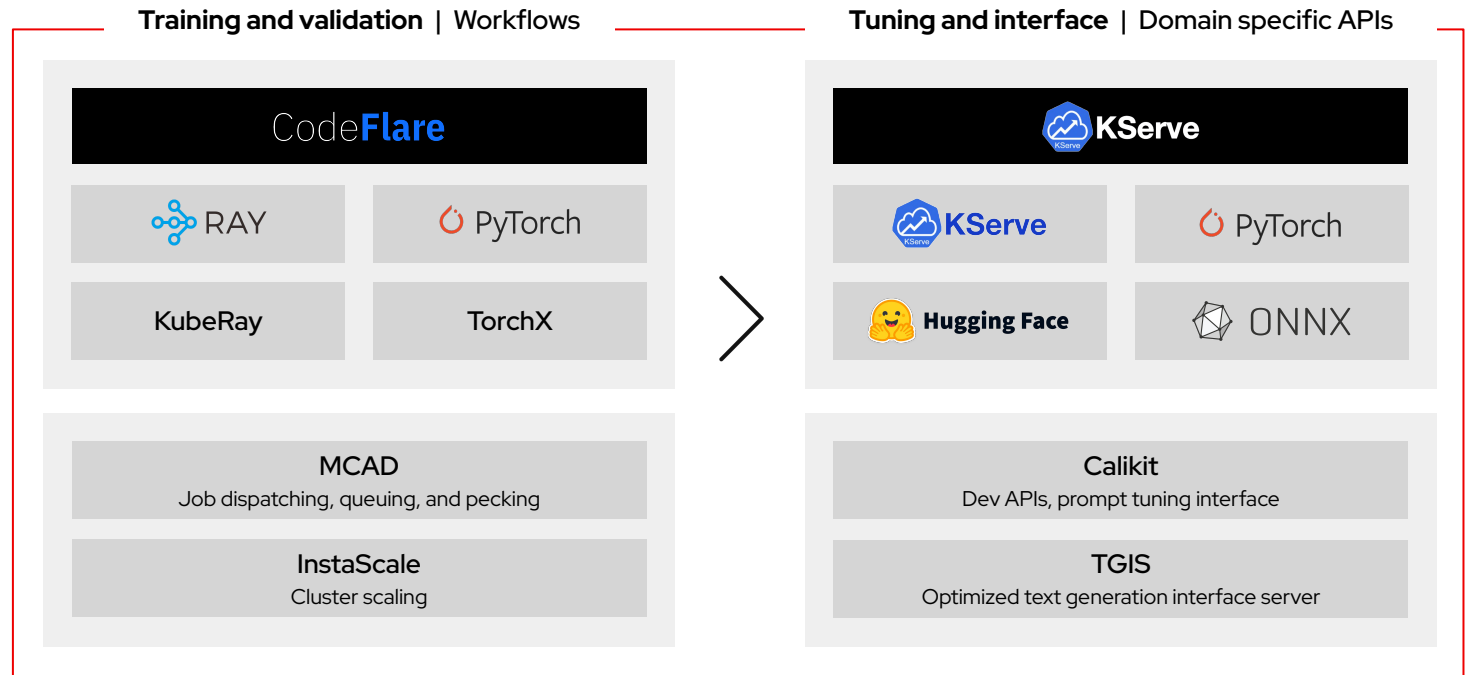 Training and validation | Workflows
CodeFlare
RAY
PyTorch
KubeRay
TorchX
MCAD
Job dispatching, queuing, and pecking
InstaScale
Cluster scaling
Tuning and interface | Domain specific APIs
KServe
KServe
KServe
KServe
PyTorch
Hugging Face
ONNX
Calikit
Dev APIs, prompt tuning interface
TGIS
Optimized text generation interface server